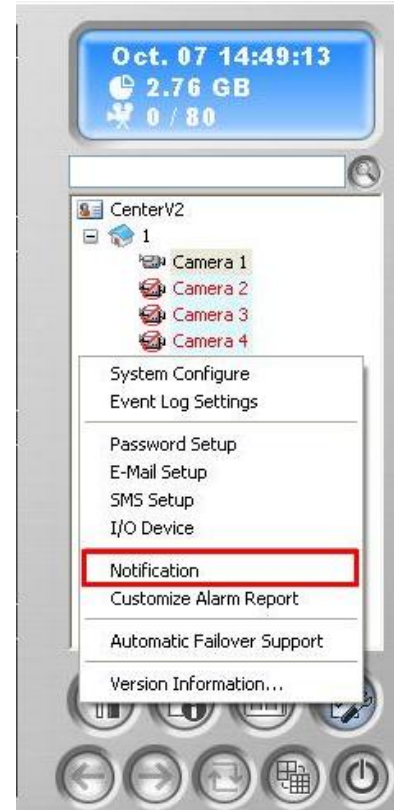 Oct. 07 14:49:13
2.76 GB
0 / 80
CenterV2
1
Camera 1
Camera 2
Camera 3
Camera 4
System Configure
Event Log Settings
Password Setup
E-Mail Setup
SMS Setup
I/O Device
Notification
Customize Alarm Report
Automatic Failover Support
Version Information...